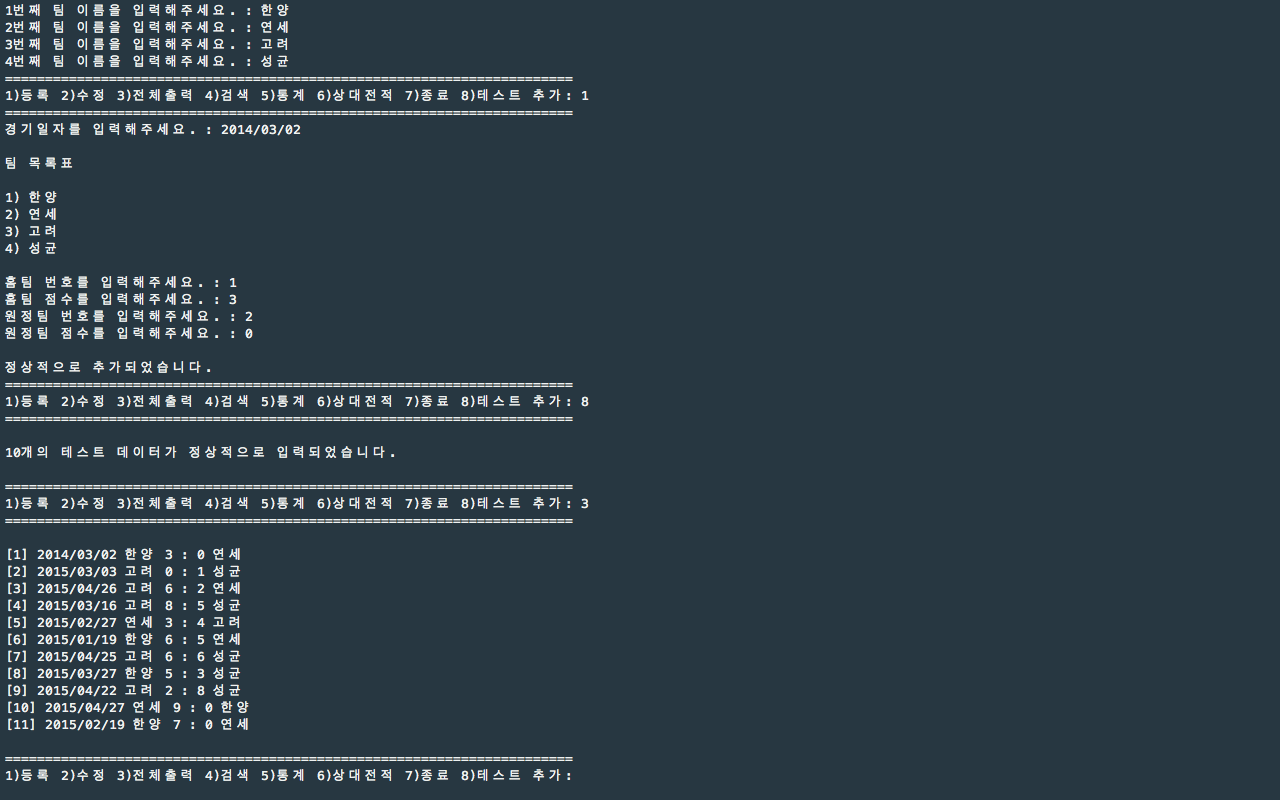 1번째 팀 이름을 입력해주세요. : 한양
2번째 팀 이름을 입력해주세요. : 연세
3번째 팀 이름을 입력해주세요. : 고려
4번째 팀 이름을 입력해주세요. : 성균
=======================================================================
1)등록 2)수정 3)전체출력 4)검색 5)통계 6)상대전적 7)종료 8)테스트 추가: 1
=======================================================================
경기일자를 입력해주세요. : 2014/03/02
팀 목록표
1) 한양
2) 연세
3) 고려
4) 성균
홈팀 번호를 입력해주세요. : 1
홈팀 점수를 입력해주세요. : 3
원정팀 번호를 입력해주세요. : 2
원정팀 점수를 입력해주세요. : 0
정상적으로 추가되었습니다.
=======================================================================
1)등록 2)수정 3)전체출력 4)검색 5)통계 6)상대전적 7)종료 8)테스트 추가: 8
=======================================================================
10개의 테스트 데이터가 정상적으로 입력되었습니다.
=======================================================================
1)등록 2)수정 3)전체출력 4)검색 5)통계 6)상대전적 7)종료 8)테스트 추가: 3
=======================================================================
[1] 2014/03/02 한양 3 : 0 연세
[2] 2015/03/03 고려 0 : 1 성균
[3] 2015/04/26 고려 6 : 2 연세
[4] 2015/03/16 고려 8 : 5 성균
[5] 2015/02/27 연세 3 : 4 고려
[6] 2015/01/19 한양 6 : 5 연세
[7] 2015/04/25 고려 6 : 6 성균
[8] 2015/03/27 한양 5 : 3 성균
[9] 2015/04/22 고려 2 : 8 성균
[10] 2015/04/27 연세 9 : 0 한양
[11] 2015/02/19 한양 7 : 0 연세
=======================================================================
1)등록 2)수정 3)전체출력 4)검색 5)통계 6)상대전적 7)종료 8)테스트 추가: